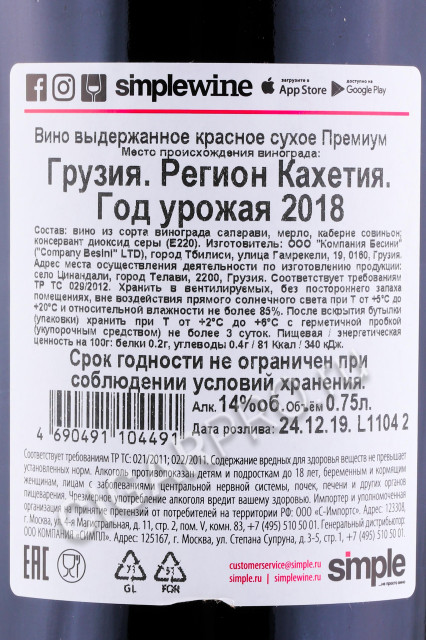 simplewine
загрузите в
App Store
доступно на
Google Play
Вино выдержанное красное сухое Премиум
Место происхождения винограда:
Грузия. Регион Кахетия.
Год урожая 2018
Состав: вино из сорта винограда саперави, мерло, каберне совиньон;
консервант диоксид серы (Е220). Изготовитель: ООО "Компания Бесини"
("Company Besini" LTD), город Тбилиси, улица Гамрекели, 19, 0160, Грузия.
Адрес места осуществления деятельности по изготовлению продукции:
село Цинандали, город Телави, 2200, Грузия. Соответствует требованиям
ТР ТС 029/2012. Хранить в вентилируемых, без постороннего запаха
помещениях, вне воздействия прямого солнечного света при Т от +5°С до
+20°С и относительной влажности не более 85%. После вскрытия бутылки
(упаковки) хранить при Т от +2°С до +6°С с герметичной пробкой
(укупорочным средством) не более 3 суток. Пищевая / энергетическая
ценность на 100г: белки 0.2г, углеводы 0.4г / 81 Ккал / 340 кДж.
Срок годности не ограничен при
соблюдении условий хранения.
Алк. 14%об. Объём 0.75л.
Дата розлива: 24.12.19. L1104 2
4 690491 104491
Соответствует требованиям ТР ТС: 021/2011; 022/2011. Содержание вредных для здоровья веществ не превышает
установленных норм. Алкоголь противопоказан детям и подросткам до 18 лет, беременным и кормящим
женщинам, лицам с заболеваниями центральной нервной системы, почек, печени и других органов
пищеварения. Чрезмерное употребление алкоголя вредит вашему здоровью. Импортер и уполномоченная
организация на принятие претензий от потребителей на территории РФ: ООО «С-Импортс». Адрес: 123308,
г. Москва, ул. 4-я Магистральная, д. 11, стр. 2, пом. V, комн. 83, +7 (495) 510 50 01. Генеральный дистрибьютор:
ООО КОМПАНИЯ «СИМПЛ». Адрес: 125167, г. Москва, ул. Степана Супруна, д. 3-5, стр. 1, +7 (495) 510 50 01.
EAC
GL
FOR
customerservice@simple.ru
simple.ru | simplewine.ru
simple
...не просто вино